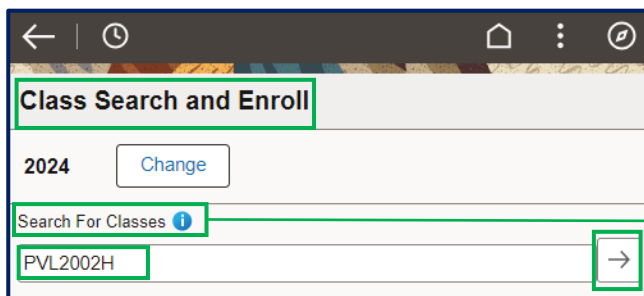 Class Search and Enroll
2024 Change
Search For Classes
PVL2002H